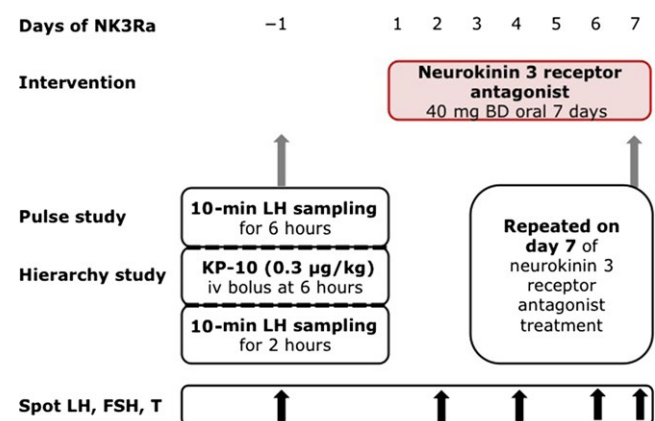 Days of NK3Ra −1 1 2 3 4 5 6 7
Intervention
Neurokinin 3 receptor
antagonist
40 mg BD oral 7 days
Pulse study
10-min LH sampling
for 6 hours
Hierarchy study
KP-10 (0.3 µg/kg)
iv bolus at 6 hours
10-min LH sampling
for 2 hours
Repeated on
day 7 of
neurokinin 3
receptor
antagonist
treatment
Spot LH, FSH, T